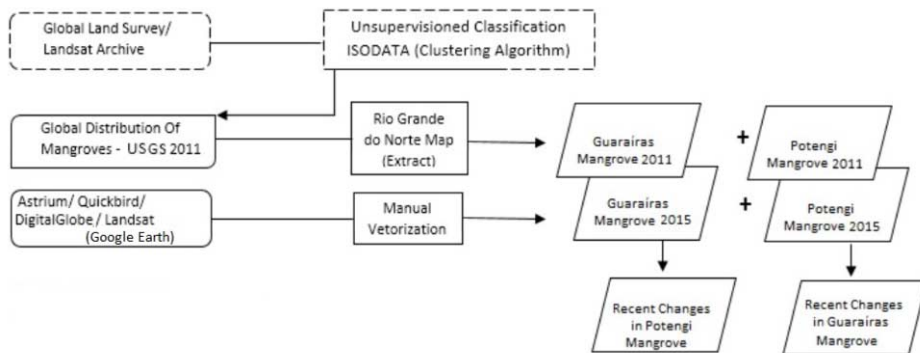 Global Land Survey/
Landsat Archive
Unsupervisioned Classification
ISODATA (Clustering Algorithm)
Global Distribution Of
Mangroves - USGS 2011
Rio Grande
do Norte Map
(Extract)
Guaraíras
Mangrove 2011
+
Potengi
Mangrove 2011
Astrium/ Quickbird/
DigitalGlobe/ Landsat
(Google Earth)
Manual
Vetorization
Guaraíras
Mangrove 2015
+
Potengi
Mangrove 2015
Recent Changes
in Potengi
Mangrove
Recent Changes
in Guaraíras
Mangrove